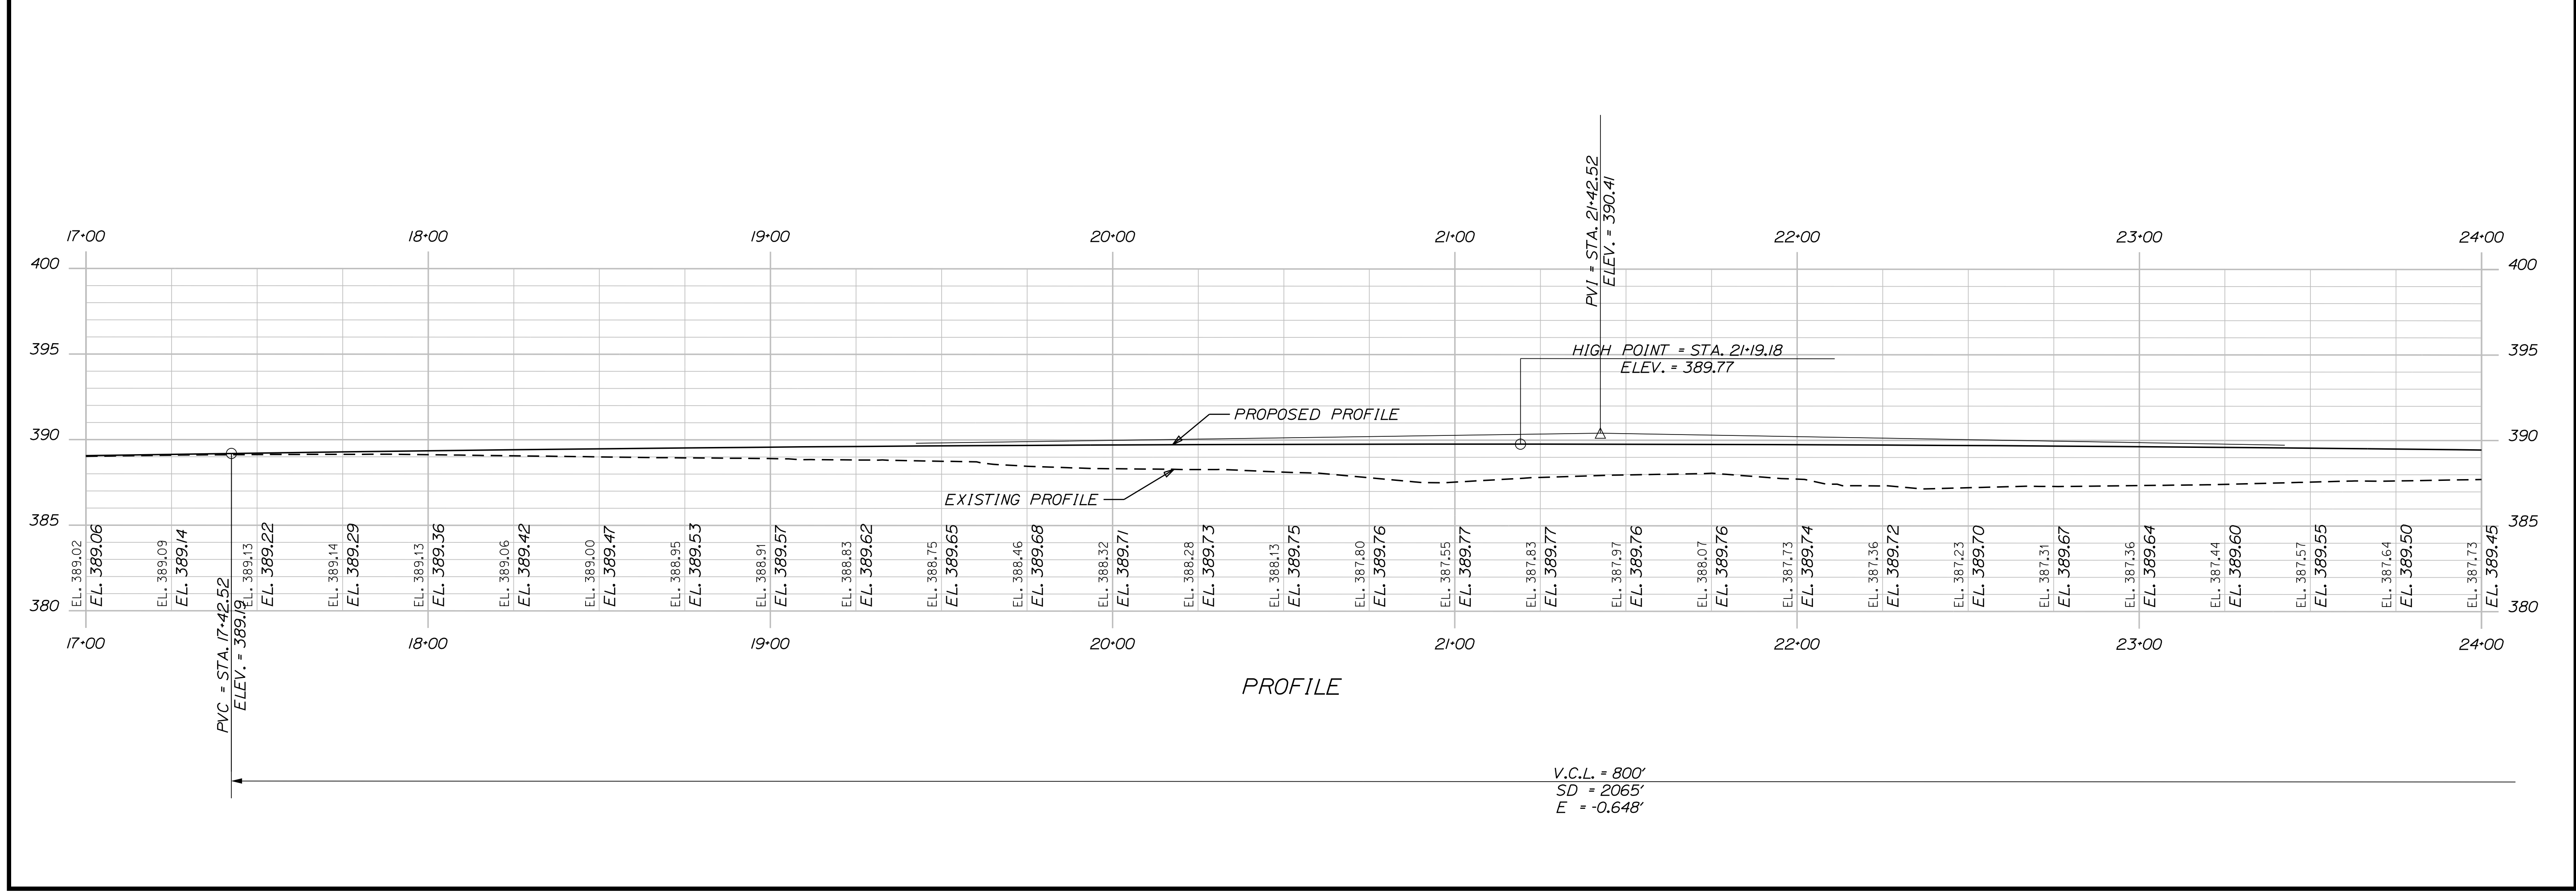 PVI = STA. 21+42.52
ELEV. = 390.41
17+00 18+00 19+00 20+00 21+00 22+00 23+00 24+00
400 400
395 395
HIGH POINT = STA. 21+19.18
ELEV. = 389.77
PROPOSED PROFILE
390 390
EXISTING PROFILE
385 385
EL. 389.02
EL. 389.06
EL. 389.09
EL. 389.14
EL. 389.13
EL. 389.22
EL. 389.14
EL. 389.29
EL. 389.13
EL. 389.36
EL. 389.06
EL. 389.42
EL. 389.00
EL. 389.47
EL. 388.95
EL. 389.53
EL. 388.91
EL. 389.57
EL. 388.83
EL. 389.62
EL. 388.75
EL. 389.65
EL. 388.46
EL. 389.68
EL. 388.32
EL. 389.71
EL. 388.28
EL. 389.73
EL. 388.13
EL. 389.75
EL. 387.80
EL. 389.76
EL. 387.55
EL. 389.77
EL. 387.83
EL. 389.77
EL. 387.97
EL. 389.76
EL. 388.07
EL. 389.76
EL. 387.73
EL. 389.74
EL. 387.36
EL. 389.72
EL. 387.23
EL. 389.70
EL. 387.31
EL. 389.67
EL. 387.36
EL. 389.64
EL. 387.44
EL. 389.60
EL. 387.57
EL. 389.55
EL. 387.64
EL. 389.50
EL. 387.73
EL. 389.45
380 380
PVC = STA. 17+42.52
ELEV. = 389.19
17+00 18+00 19+00 20+00 21+00 22+00 23+00 24+00
PROFILE
V.C.L. = 800'
SD = 2065'
E = -0.648'